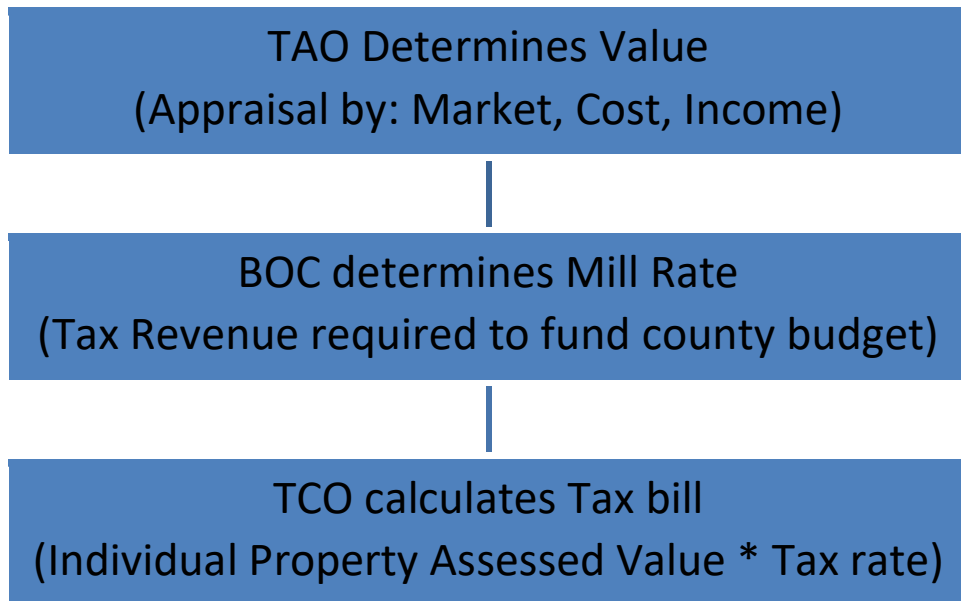 TAO Determines Value
(Appraisal by: Market, Cost, Income)
BOC determines Mill Rate
(Tax Revenue required to fund county budget)
TCO calculates Tax bill
(Individual Property Assessed Value * Tax rate)